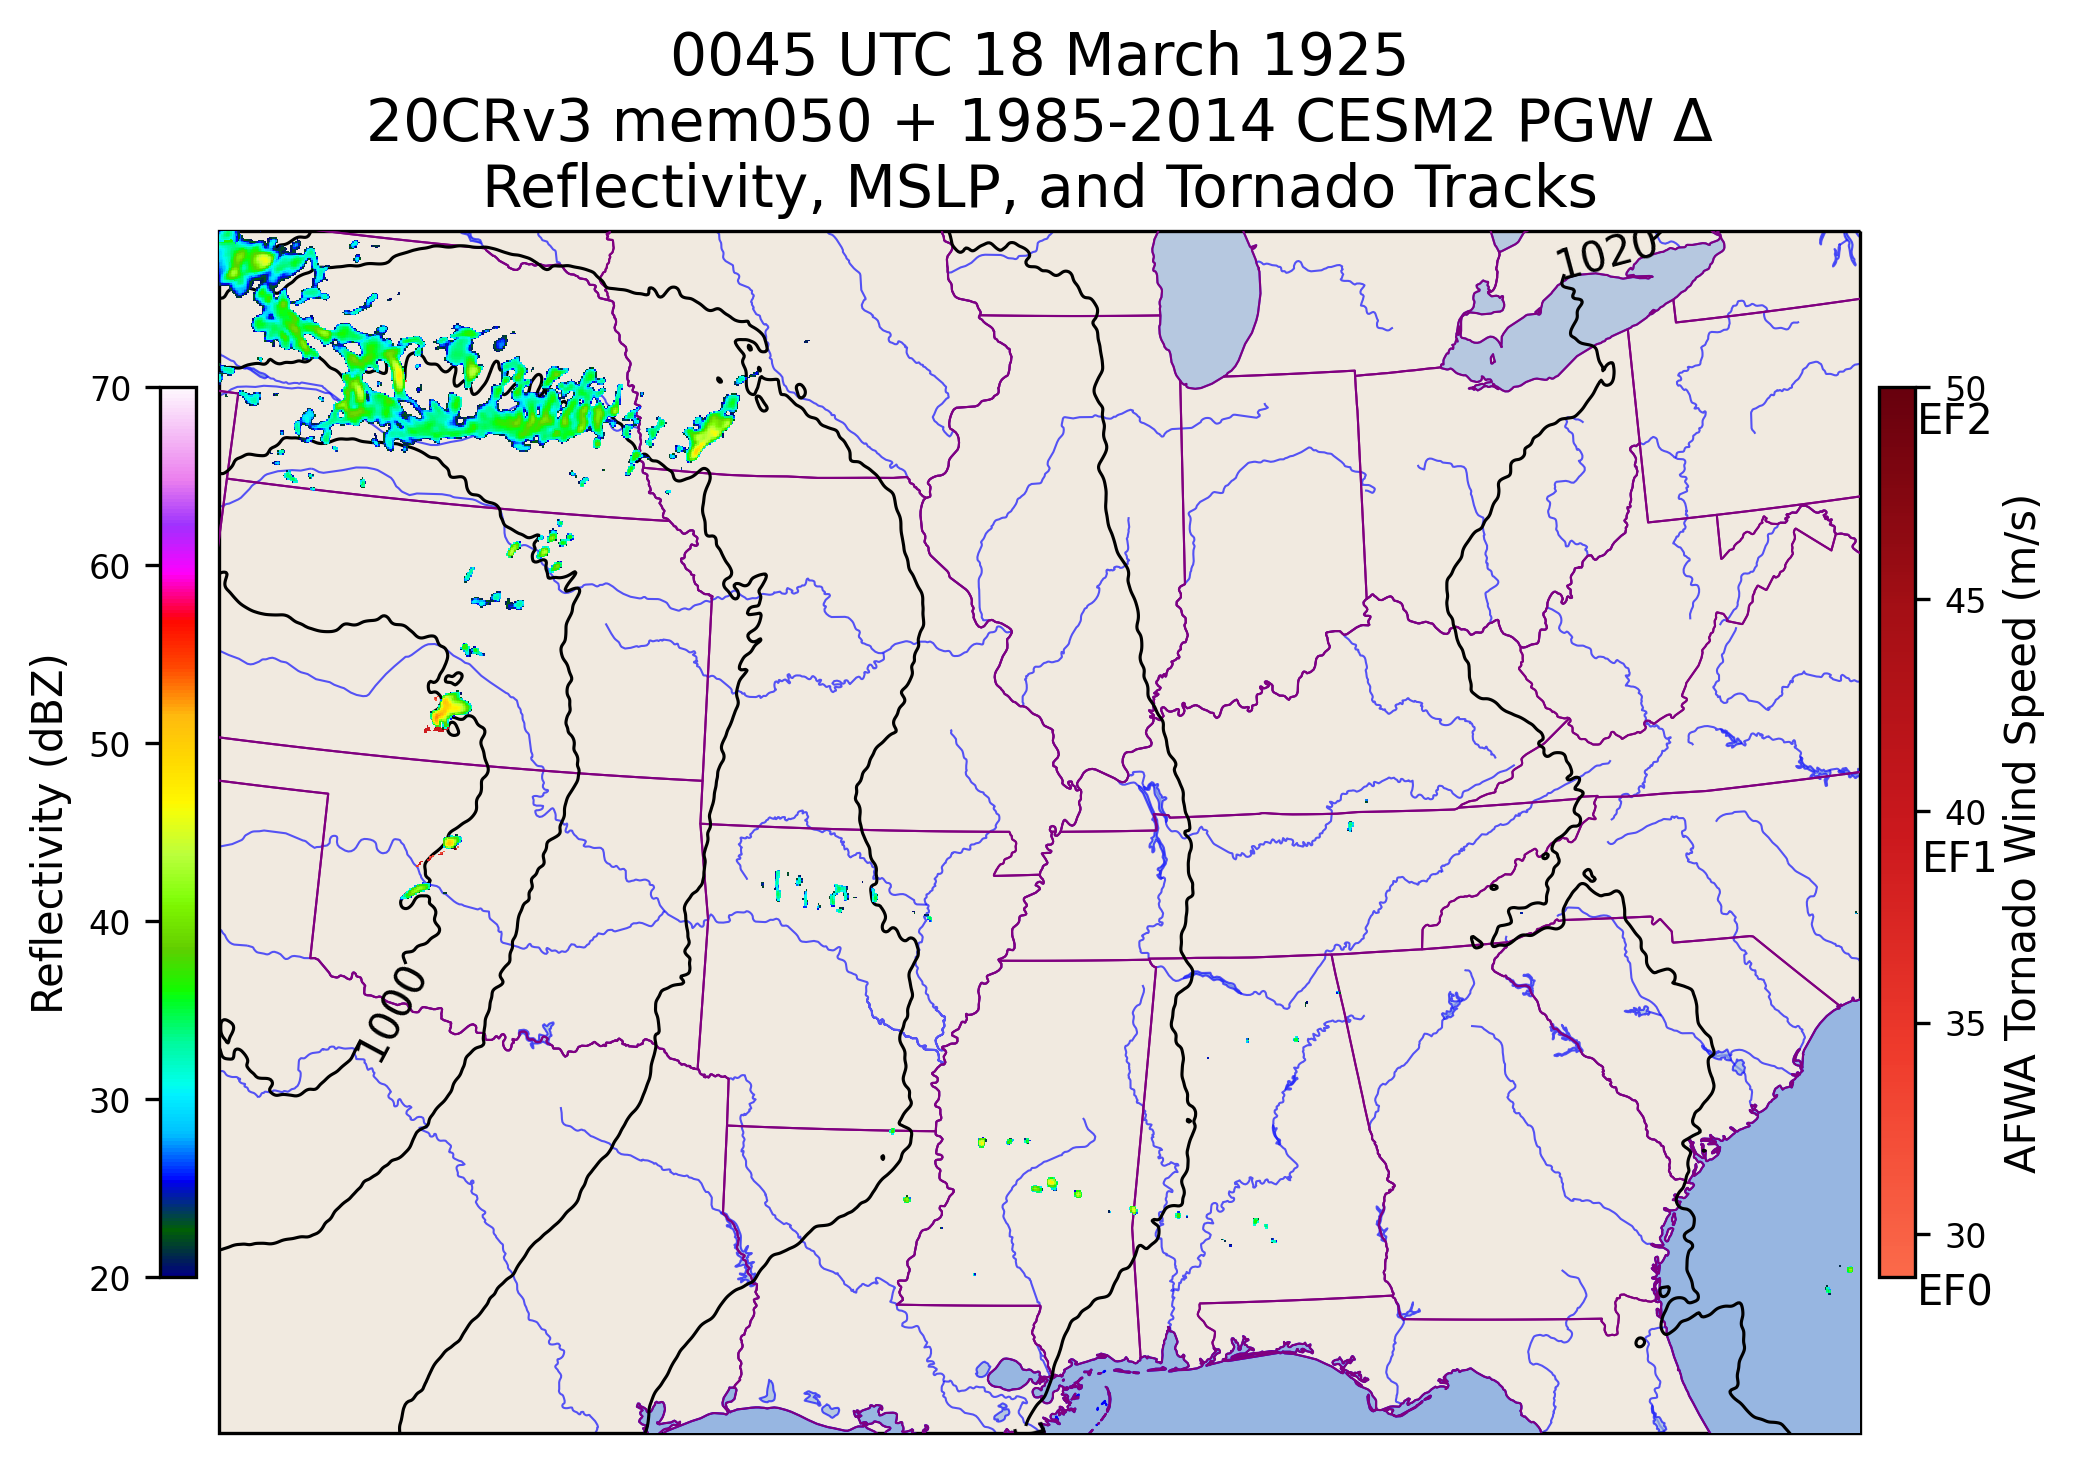 0045 UTC 18 March 1925
20CRv3 mem050 + 1985-2014 CESM2 PGW Δ
Reflectivity, MSLP, and Tornado Tracks
1020
1000
70
60
50
40
30
20
Reflectivity (dBZ)
50
EF2
45
40
EF1
35
30
EF0
AFWA Tornado Wind Speed (m/s)